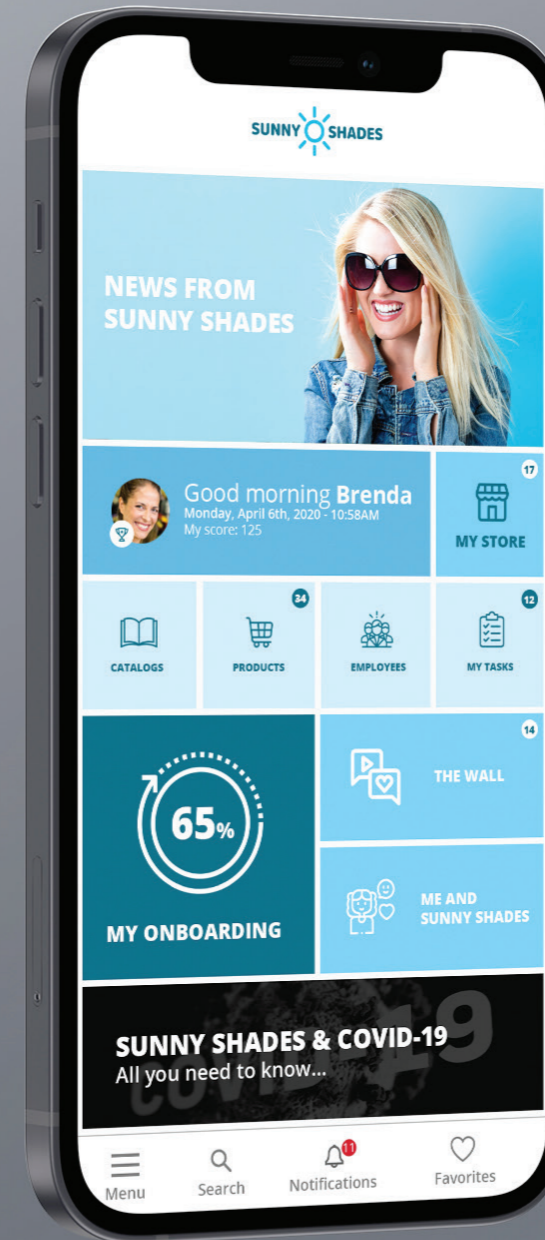 SUNNY SHADES
NEWS FROM
SUNNY SHADES
Good morning Brenda
Monday, April 6th, 2020 - 10:58AM
My score: 125
17
MY STORE
CATALOGS
34
PRODUCTS
EMPLOYEES
12
MY TASKS
65%
MY ONBOARDING
14
THE WALL
ME AND
SUNNY SHADES
COVID-19
SUNNY SHADES & COVID-19
All you need to know...
Menu
Search
11
Notifications
Favorites